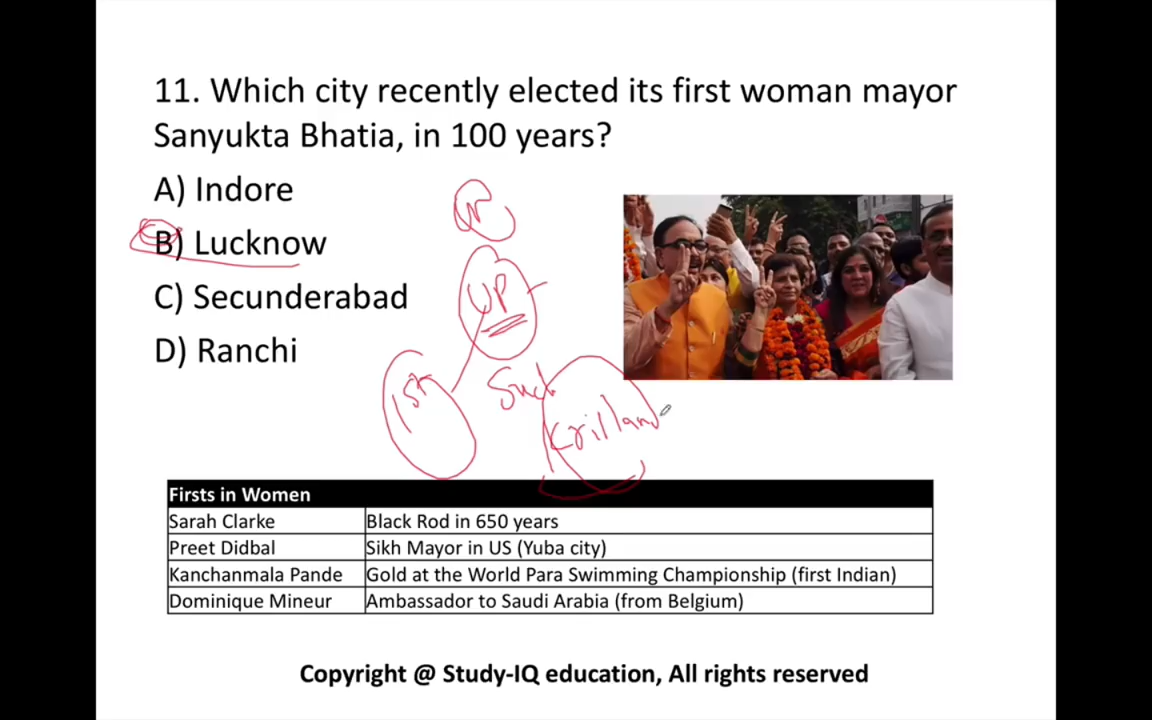 11. Which city recently elected its first woman mayor
Sanyukta Bhatia, in 100 years?
A) Indore
B) Lucknow
C) Secunderabad
D) Ranchi
UP
1st
Firsts in Women
Sarah Clarke Black Rod in 650 years
Preet Didbal Sikh Mayor in US (Yuba city)
Kanchanmala Pande Gold at the World Para Swimming Championship (first Indian)
Dominique Mineur Ambassador to Saudi Arabia (from Belgium)
Copyright @ Study-IQ education, All rights reserved